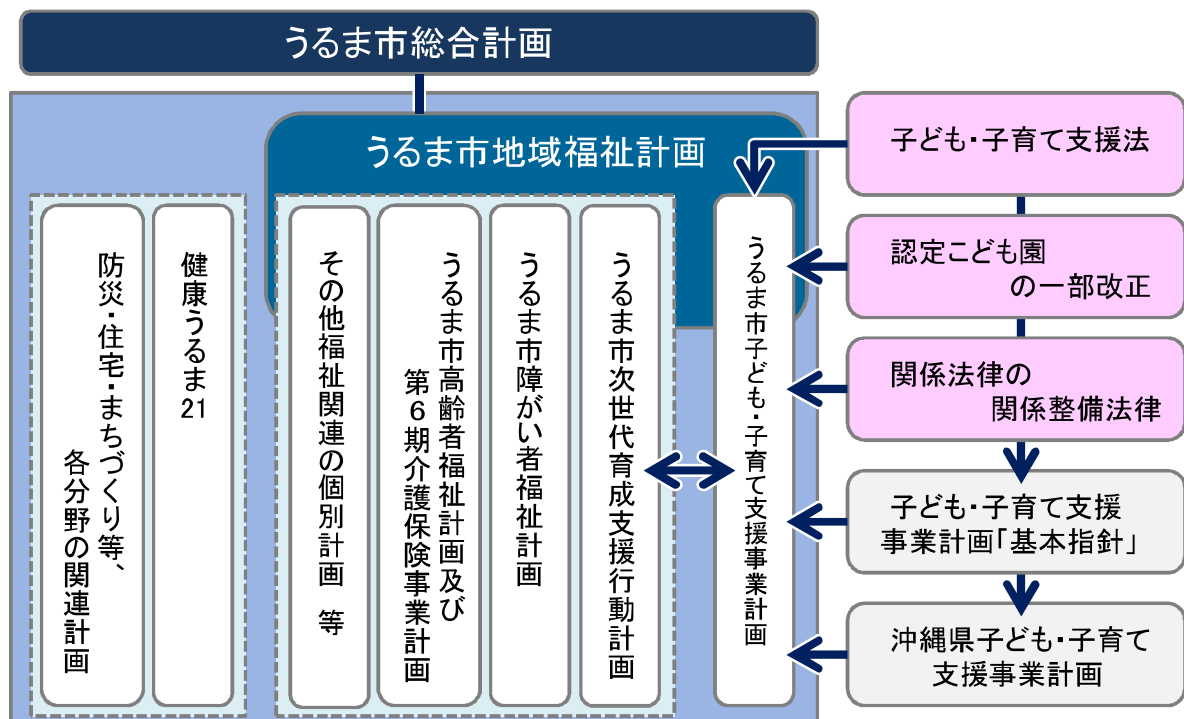 うるま市総合計画
うるま市地域福祉計画
子ども・子育て支援法
認定こども園
の一部改正
関係法律の
関係整備法律
子ども・子育て支援
事業計画「基本指針」
沖縄県子ども・子育て
支援事業計画
うるま市子ども・子育て支援事業計画
うるま市次世代育成支援行動計画
うるま市障がい者福祉計画
うるま市高齢者福祉計画及び
第6期介護保険事業計画
その他福祉関連の個別計画 等
健康うるま21
防災・住宅・まちづくり等、
各分野の関連計画